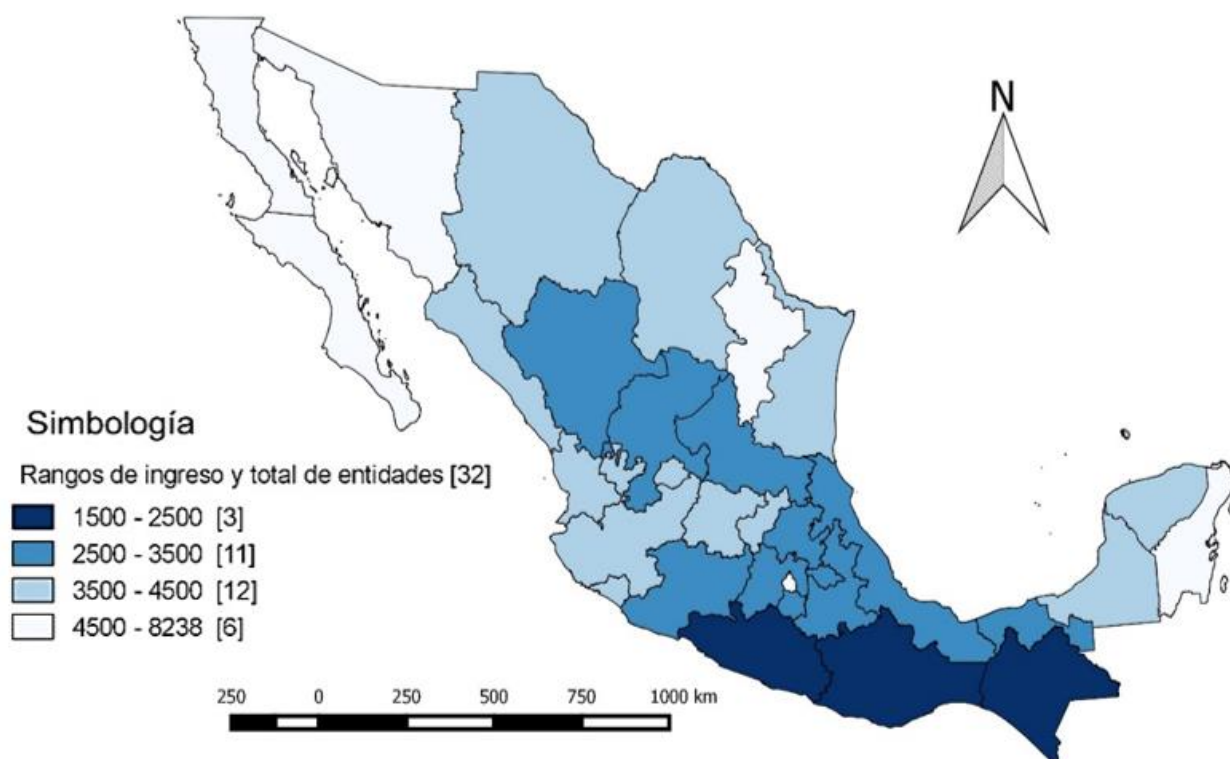 N
Simbología
Rangos de ingreso y total de entidades [32]
1500 - 2500 [3]
2500 - 3500 [11]
3500 - 4500 [12]
4500 - 8238 [6]
250 0 250 500 750 1000 km